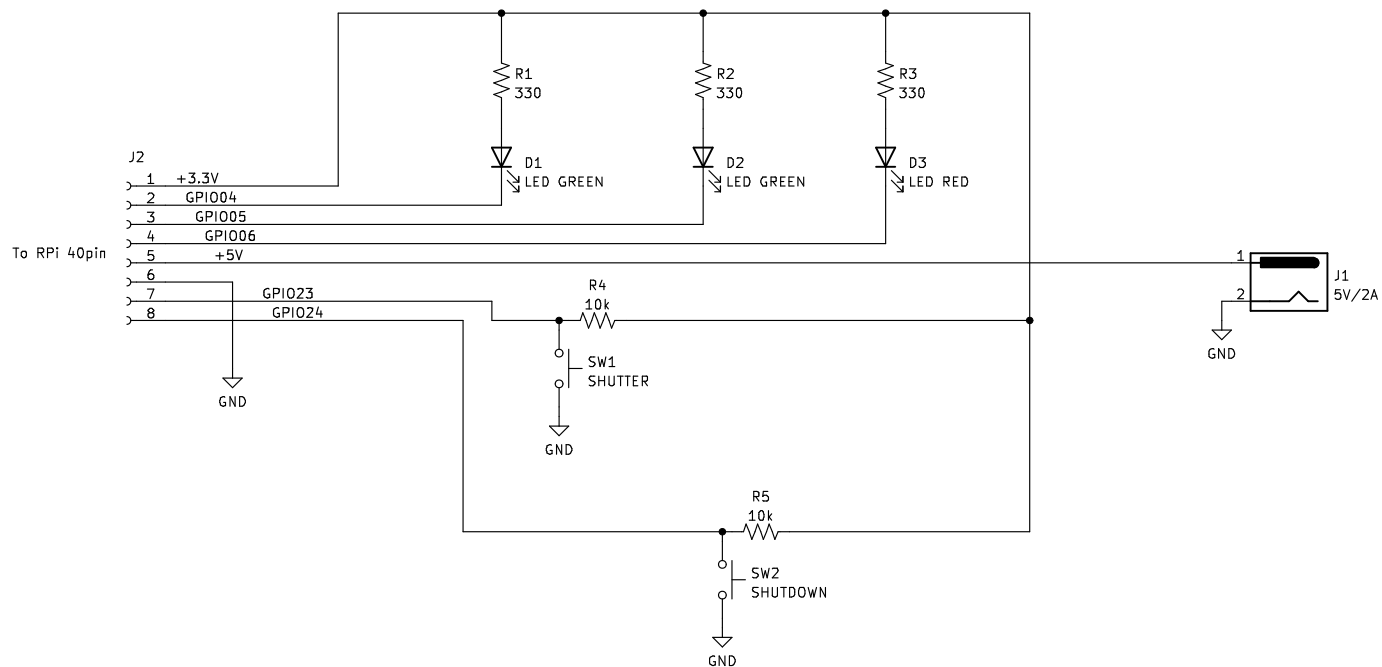 R1
330
R2
330
R3
330
J2
D1
LED GREEN
D2
LED GREEN
D3
LED RED
1 +3.3V
2 GPIO04
3 GPIO05
4 GPIO06
To RPi 40pin
5 +5V
6
7 GPIO23
8 GPIO24
1
2
J1
5V/2A
GND
R4
10k
SW1
SHUTTER
GND
GND
R5
10k
SW2
SHUTDOWN
GND